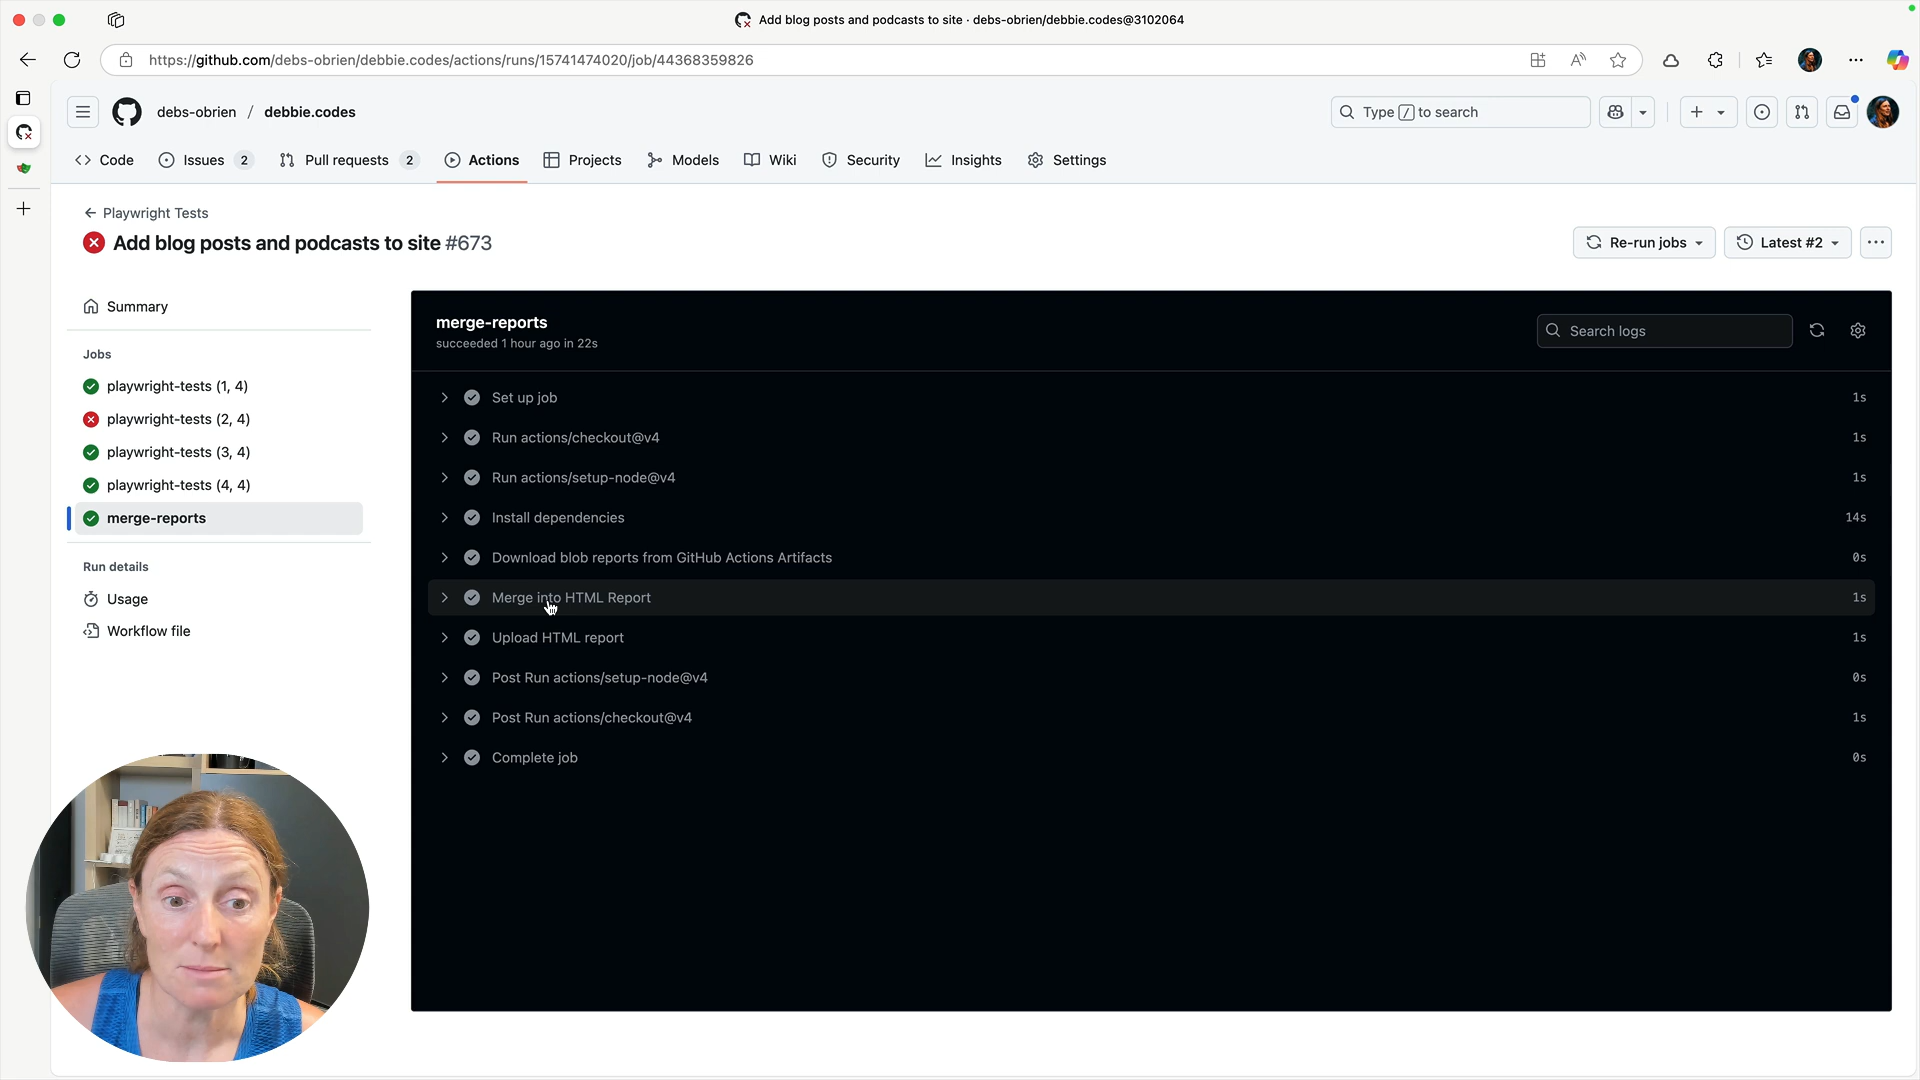 Add blog posts and podcasts to site · debs-obrien/debbie.codes@3102064
https://github.com/debs-obrien/debbie.codes/actions/runs/15741474020/job/44368359826
debs-obrien / debbie.codes
Type / to search
Code
Issues 2
Pull requests 2
Actions
Projects
Models
Wiki
Security
Insights
Settings
Playwright Tests
Add blog posts and podcasts to site #673
Re-run jobs
Latest #2
Summary
Jobs
playwright-tests (1, 4)
playwright-tests (2, 4)
playwright-tests (3, 4)
playwright-tests (4, 4)
merge-reports
Run details
Usage
Workflow file
merge-reports
succeeded 1 hour ago in 22s
Search logs
Set up job 1s
Run actions/checkout@v4 1s
Run actions/setup-node@v4 1s
Install dependencies 14s
Download blob reports from GitHub Actions Artifacts 0s
Merge into HTML Report 1s
Upload HTML report 1s
Post Run actions/setup-node@v4 0s
Post Run actions/checkout@v4 1s
Complete job 0s